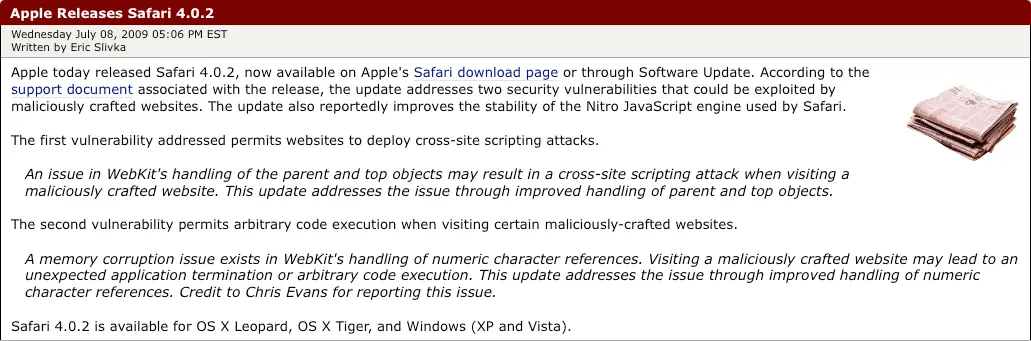 Apple Releases Safari 4.0.2
Wednesday July 08, 2009 05:06 PM EST
Written by Eric Slivka
Apple today released Safari 4.0.2, now available on Apple's Safari download page or through Software Update. According to the
support document associated with the release, the update addresses two security vulnerabilities that could be exploited by
maliciously crafted websites. The update also reportedly improves the stability of the Nitro JavaScript engine used by Safari.
The first vulnerability addressed permits websites to deploy cross-site scripting attacks.
An issue in WebKit's handling of the parent and top objects may result in a cross-site scripting attack when visiting a
maliciously crafted website. This update addresses the issue through improved handling of parent and top objects.
The second vulnerability permits arbitrary code execution when visiting certain maliciously-crafted websites.
A memory corruption issue exists in WebKit's handling of numeric character references. Visiting a maliciously crafted website may lead to an
unexpected application termination or arbitrary code execution. This update addresses the issue through improved handling of numeric
character references. Credit to Chris Evans for reporting this issue.
Safari 4.0.2 is available for OS X Leopard, OS X Tiger, and Windows (XP and Vista).